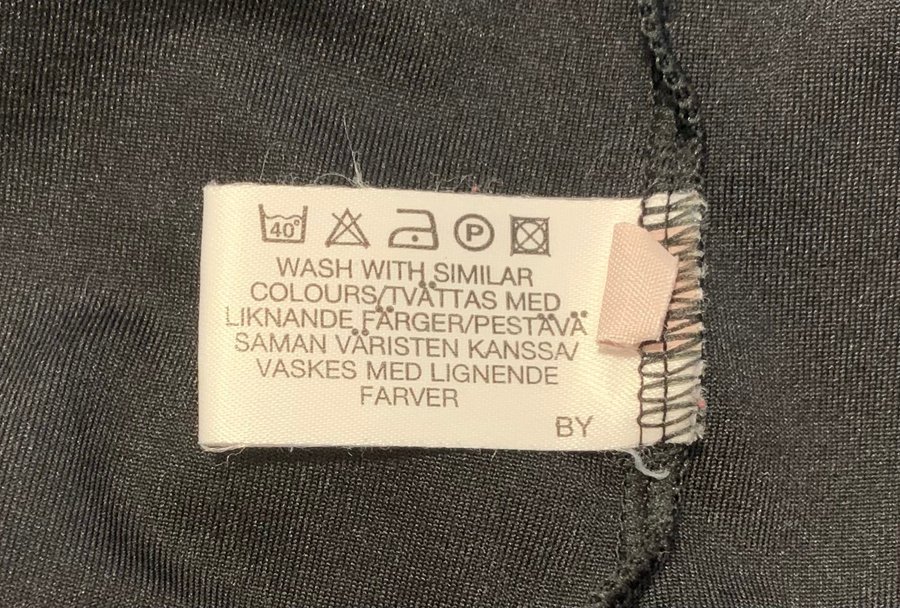 40°
P
WASH WITH SIMILAR
COLOURS/TVÄTTAS MED
LIKNANDE FÄRGER/PESTÄVÄ
SAMAN VÄRISTEN KANSSA/
VASKES MED LIGNENDE
FARVER
BY